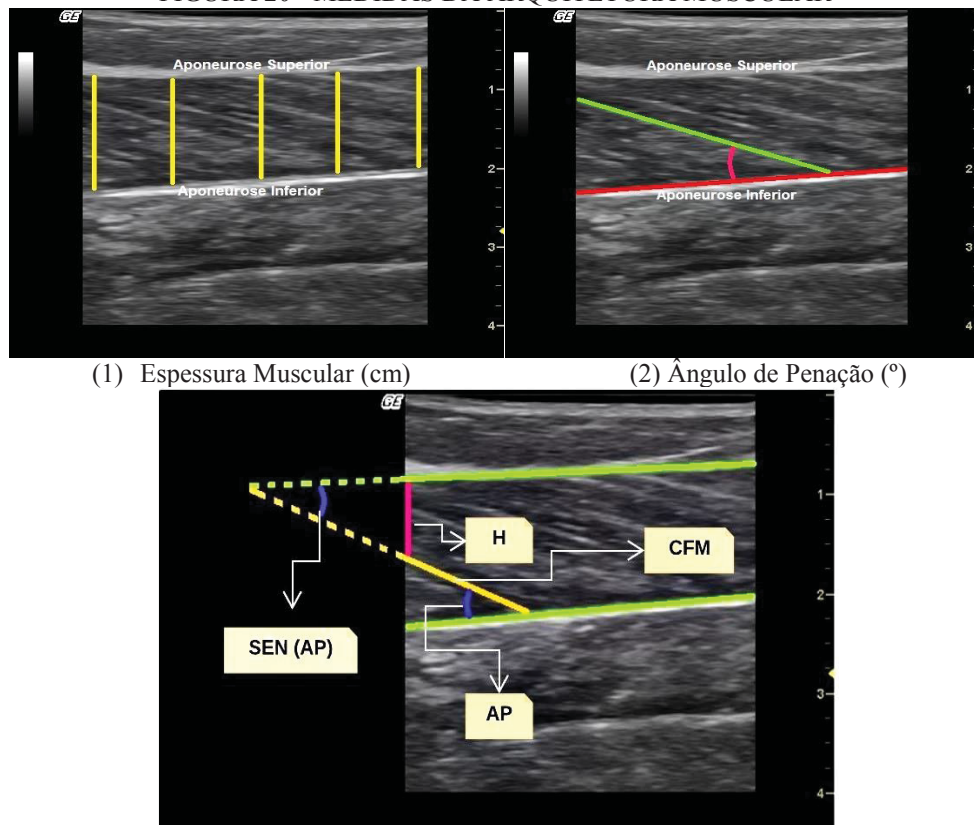 FIGURA 20 - MEDIDAS DA ARQUITETURA MUSCULAR
GE
Aponeurose Superior
1
2
Aponeurose Inferior
3
4
GE
Aponeurose Superior
1
2
Aponeurose Inferior
3
4
(1) Espessura Muscular (cm)
(2) Ângulo de Penação (º)
GE
1
H
CFM
2
SEN (AP)
AP
3
4